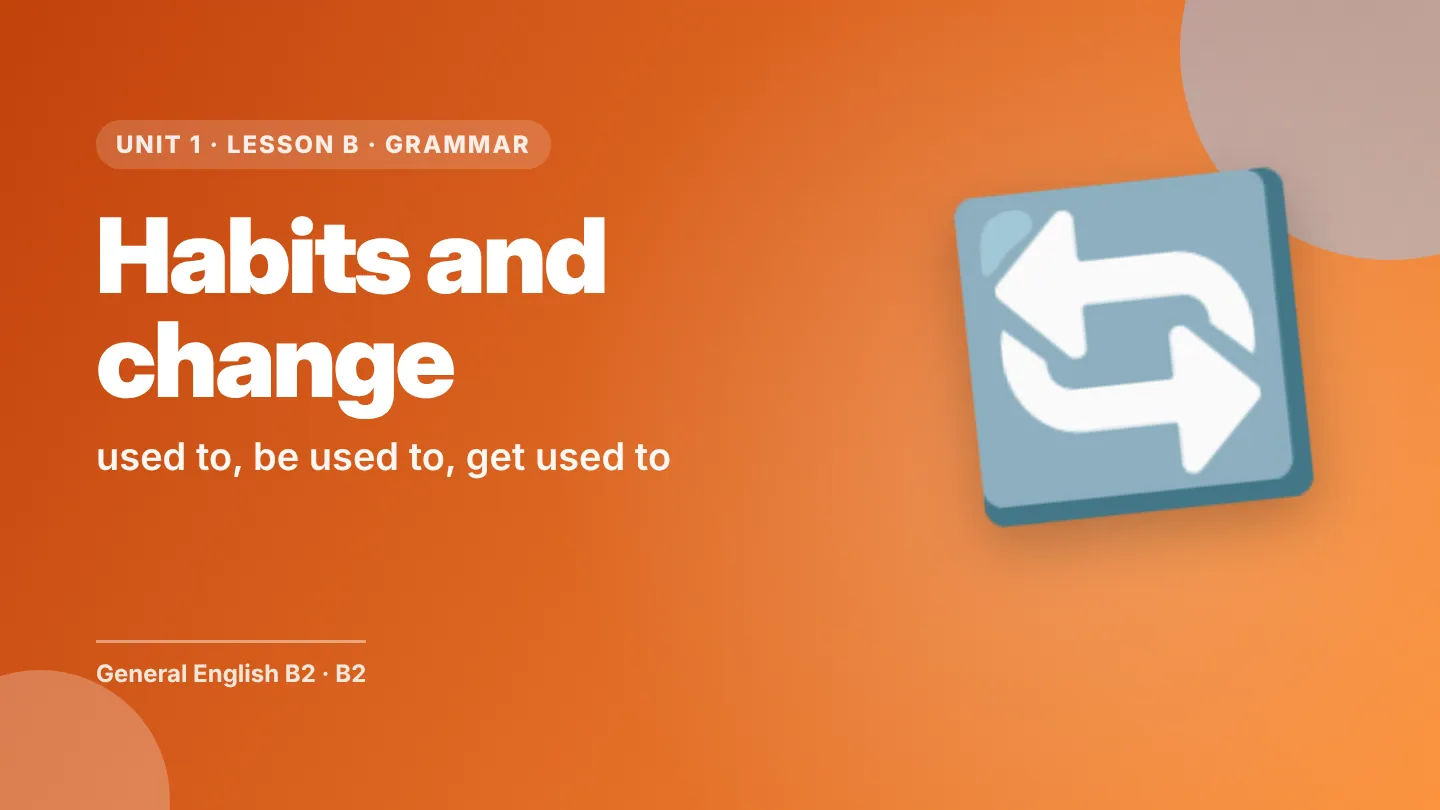 UNIT 1 · LESSON B · GRAMMAR
Habits and
change
used to, be used to, get used to
General English B2 · B2